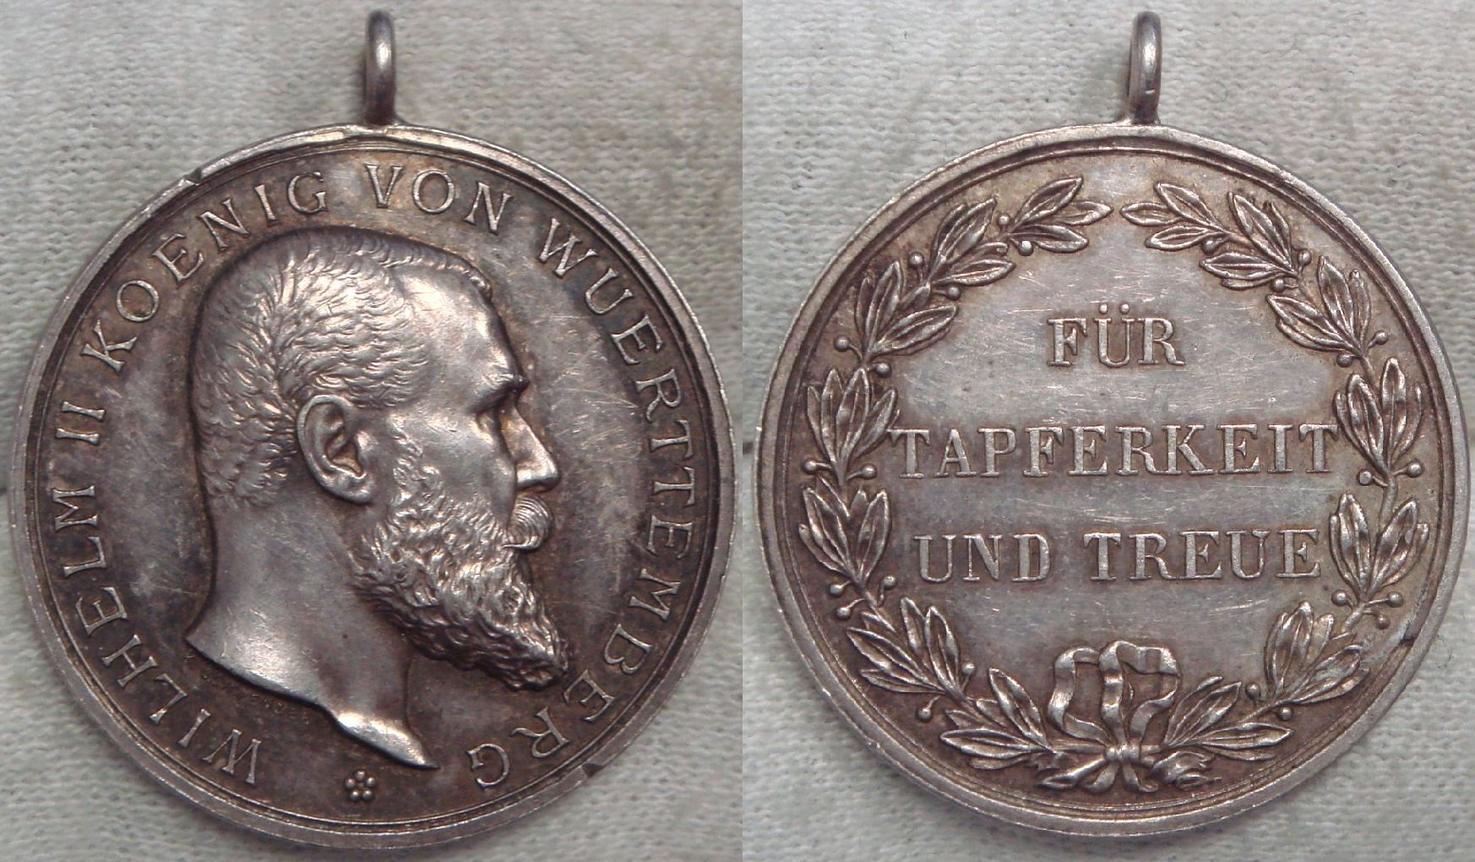 WILHELM II KOENIG VON WUERTTEMBERG
FÜR
TAPFERKEIT
UND TREUE